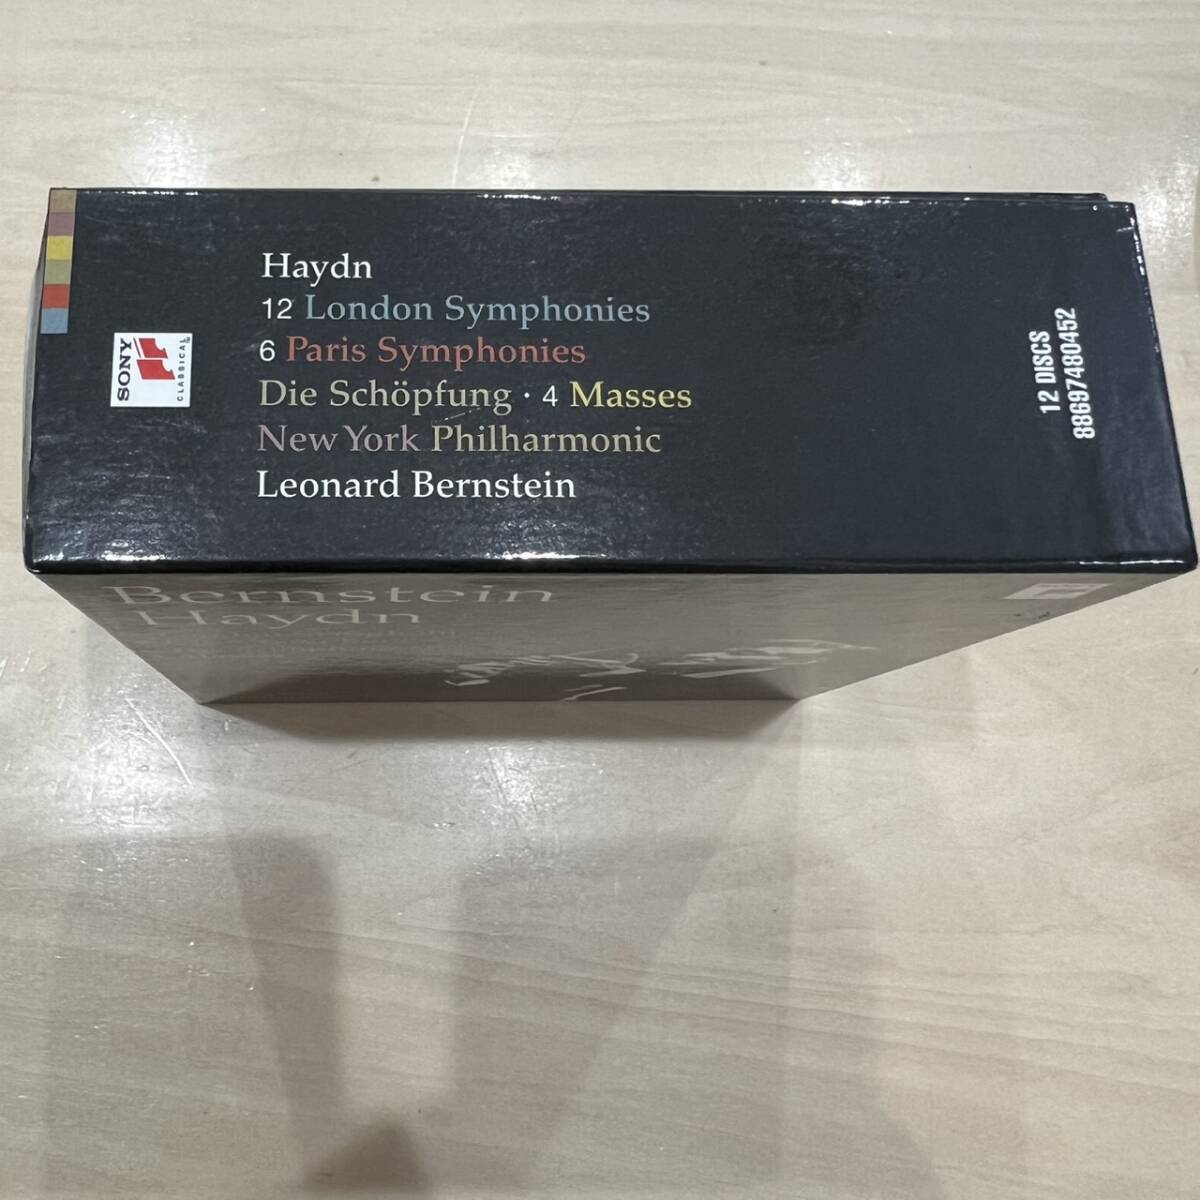 Haydn
12 London Symphonies
6 Paris Symphonies
Die Schöpfung · 4 Masses
New York Philharmonic
Leonard Bernstein
SONY
CLASSICAL
12 DISCS
88697480452
Bernstein
Haydn